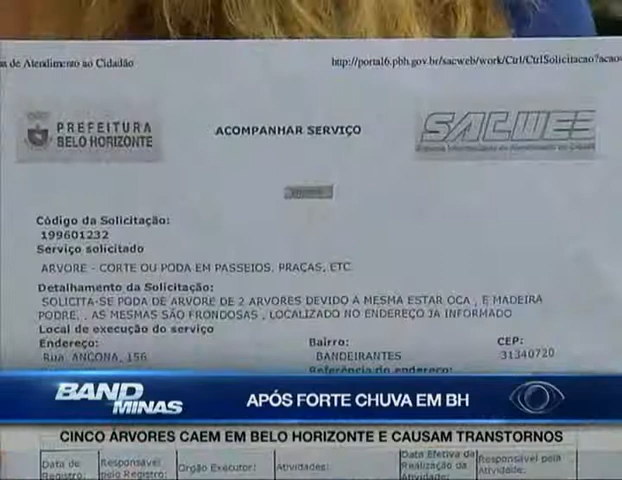 a de Atendimento ao Cidadão
http://portal6.pbh.gov.br/sacweb/work/Ctrl/CtrlSolicitacao?acao
PREFEITURA
BELO HORIZONTE
ACOMPANHAR SERVIÇO
SACWEB
Código da Solicitação:
199601232
Serviço solicitado
ARVORE - CORTE OU PODA EM PASSEIOS, PRAÇAS, ETC
Detalhamento da Solicitação:
SOLICITA-SE PODA DE ARVORE DE 2 ARVORES DEVIDO À MESMA ESTAR OCA , E MADEIRA
PODRE, . AS MESMAS SÃO FRONDOSAS , LOCALIZADO NO ENDEREÇO JA INFORMADO
Local de execução do serviço
Endereço: Bairro: CEP:
Rua. ANCONA, 156 BANDEIRANTES 31340720
Referência do endereço:
BAND MINAS
APÓS FORTE CHUVA EM BH
CINCO ÁRVORES CAEM EM BELO HORIZONTE E CAUSAM TRANSTORNOS
Data de Registro:
Responsável pelo Registro:
Orgão Executor:
Atividades:
Data Efetiva da Realização da Atividade:
Responsável pela Atividade: